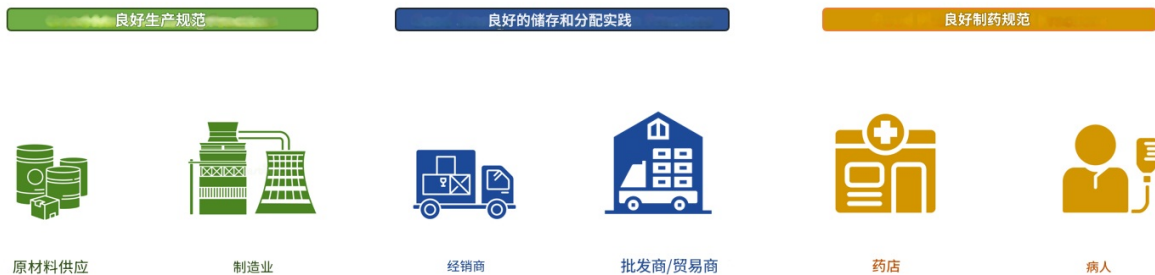 良好生产规范
良好的储存和分配实践
良好制药规范
原材料供应
制造业
经销商
批发商/贸易商
药店
病人